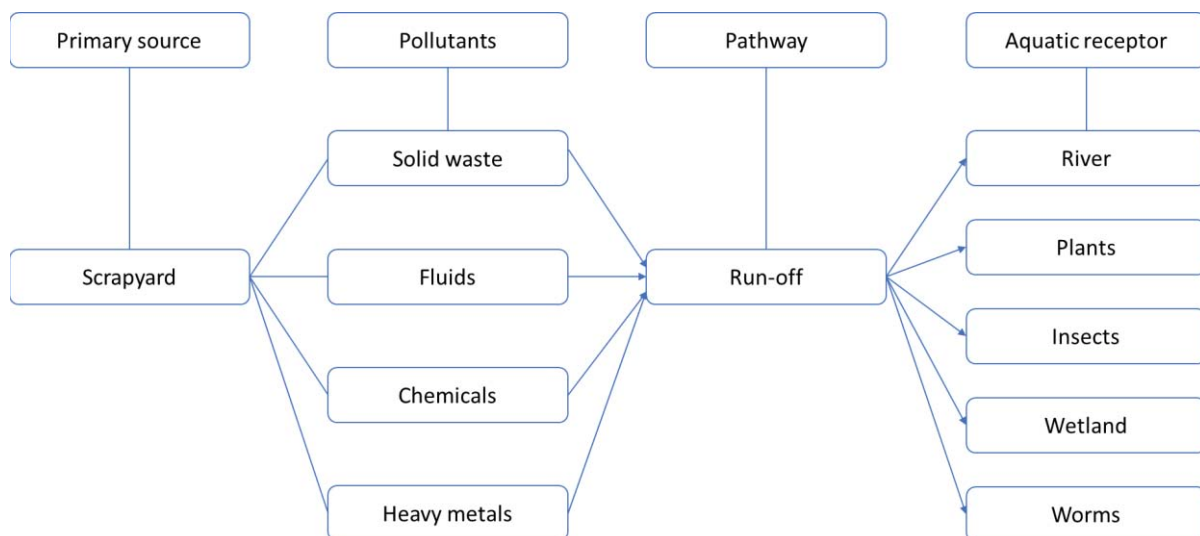 Primary source
Pollutants
Pathway
Aquatic receptor
Solid waste
River
Scrapyard
Fluids
Run-off
Plants
Insects
Chemicals
Wetland
Heavy metals
Worms